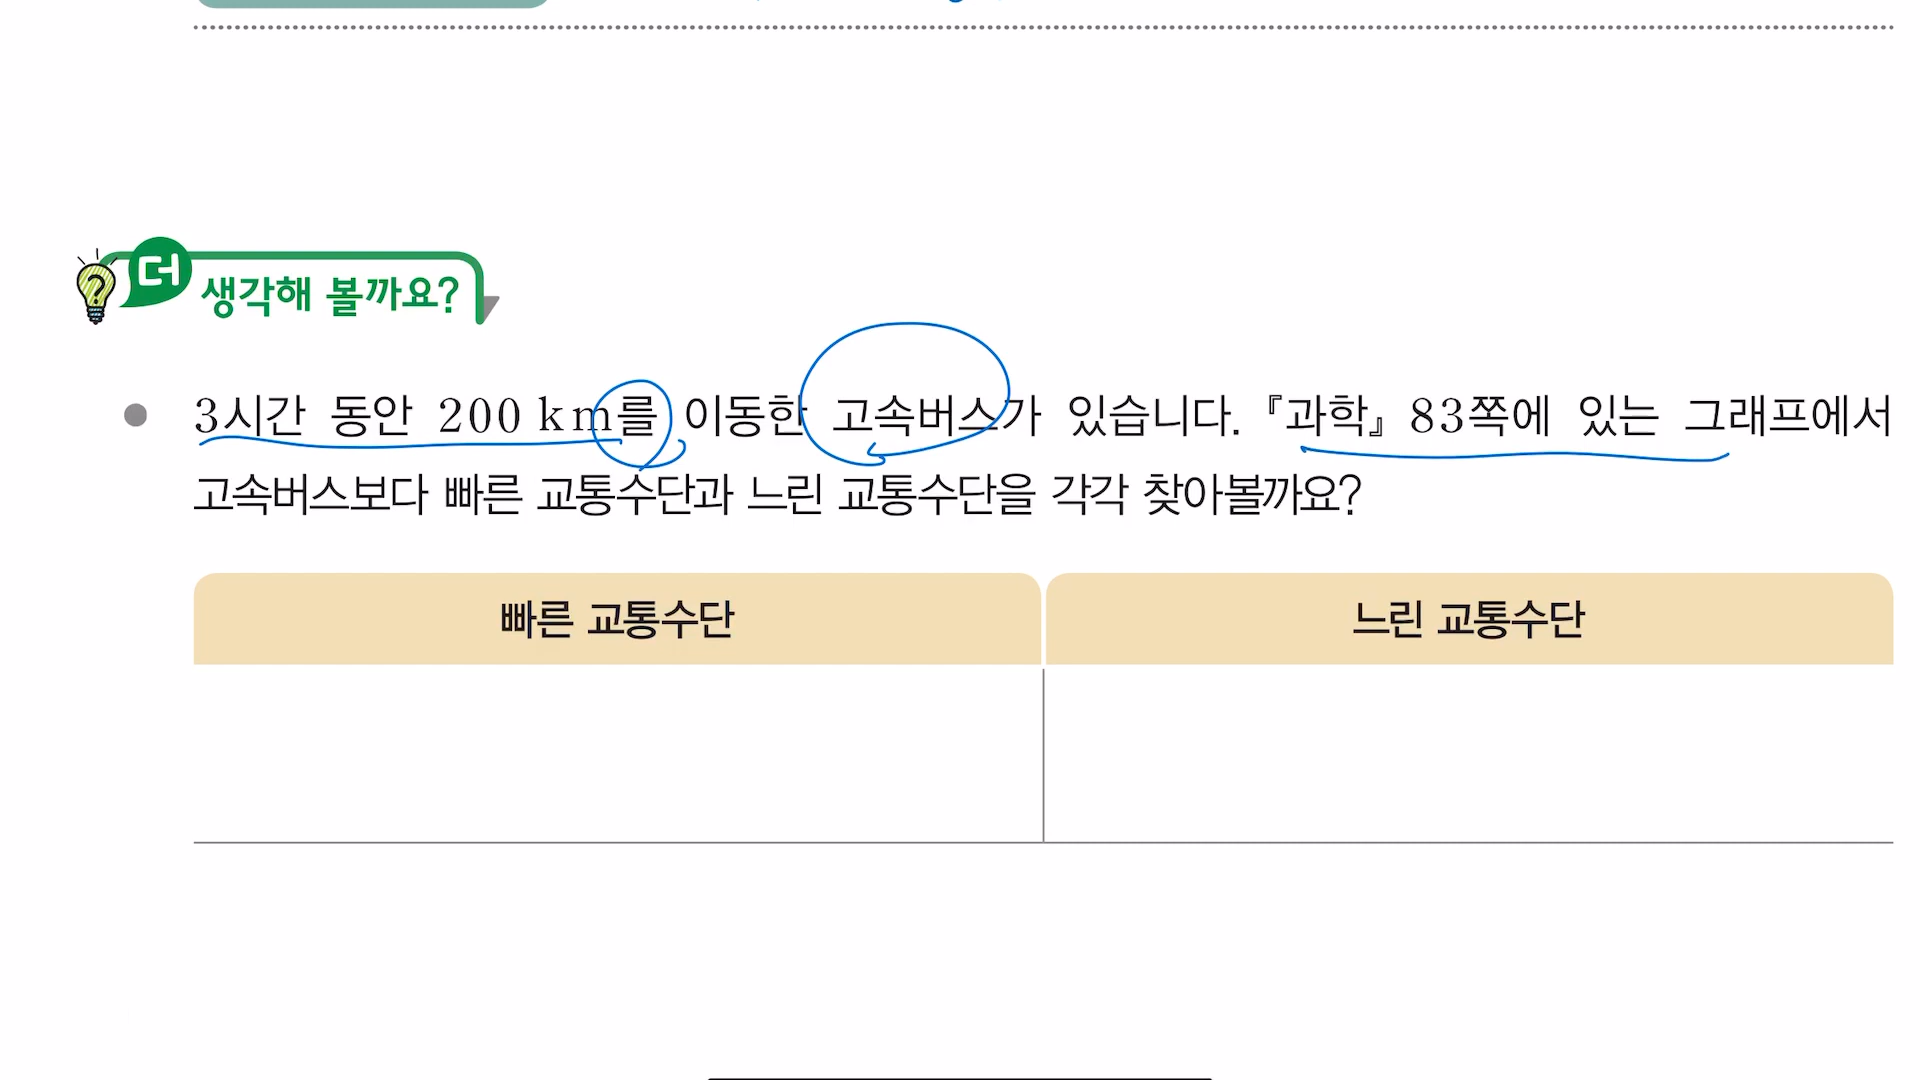 더
생각해 볼까요?
3시간 동안 200 km를 이동한 고속버스가 있습니다. 『과학』 83쪽에 있는 그래프에서
고속버스보다 빠른 교통수단과 느린 교통수단을 각각 찾아볼까요?
빠른 교통수단
느린 교통수단